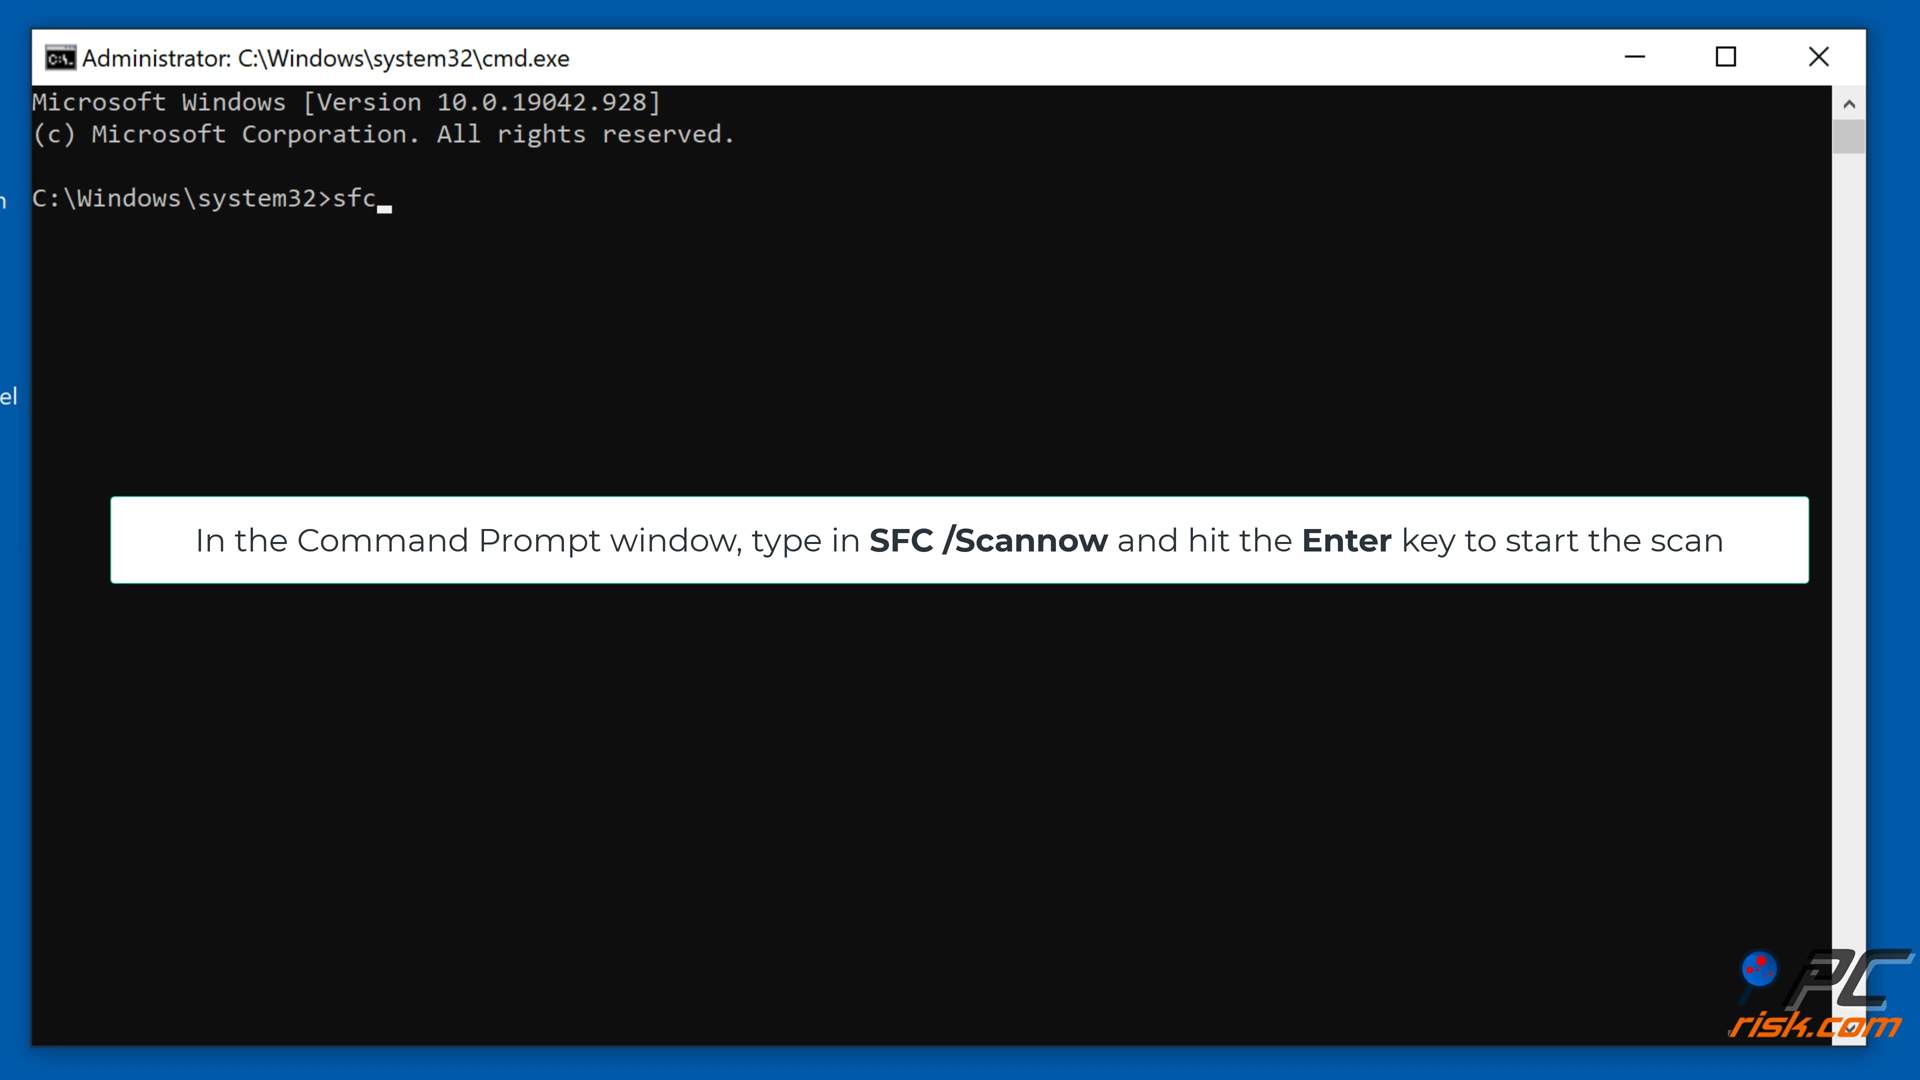 Administrator: C:\Windows\system32\cmd.exe
Microsoft Windows [Version 10.0.19042.928]
(c) Microsoft Corporation. All rights reserved.
C:\Windows\system32>sfc
el
In the Command Prompt window, type in SFC /Scannow and hit the Enter key to start the scan
PC
risk.com